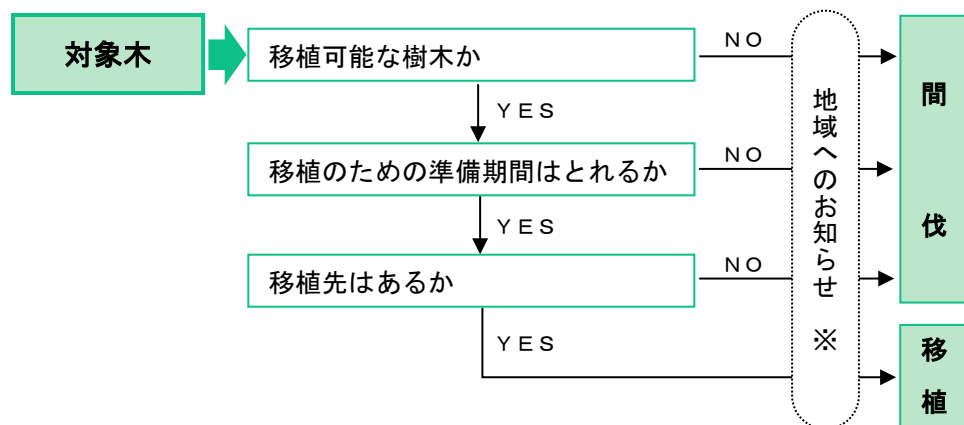 対象木
移植可能な樹木か
ＮＯ
ＹＥＳ
移植のための準備期間はとれるか
ＮＯ
ＹＥＳ
移植先はあるか
ＮＯ
ＹＥＳ
地域へのお知らせ　※
間伐
移植